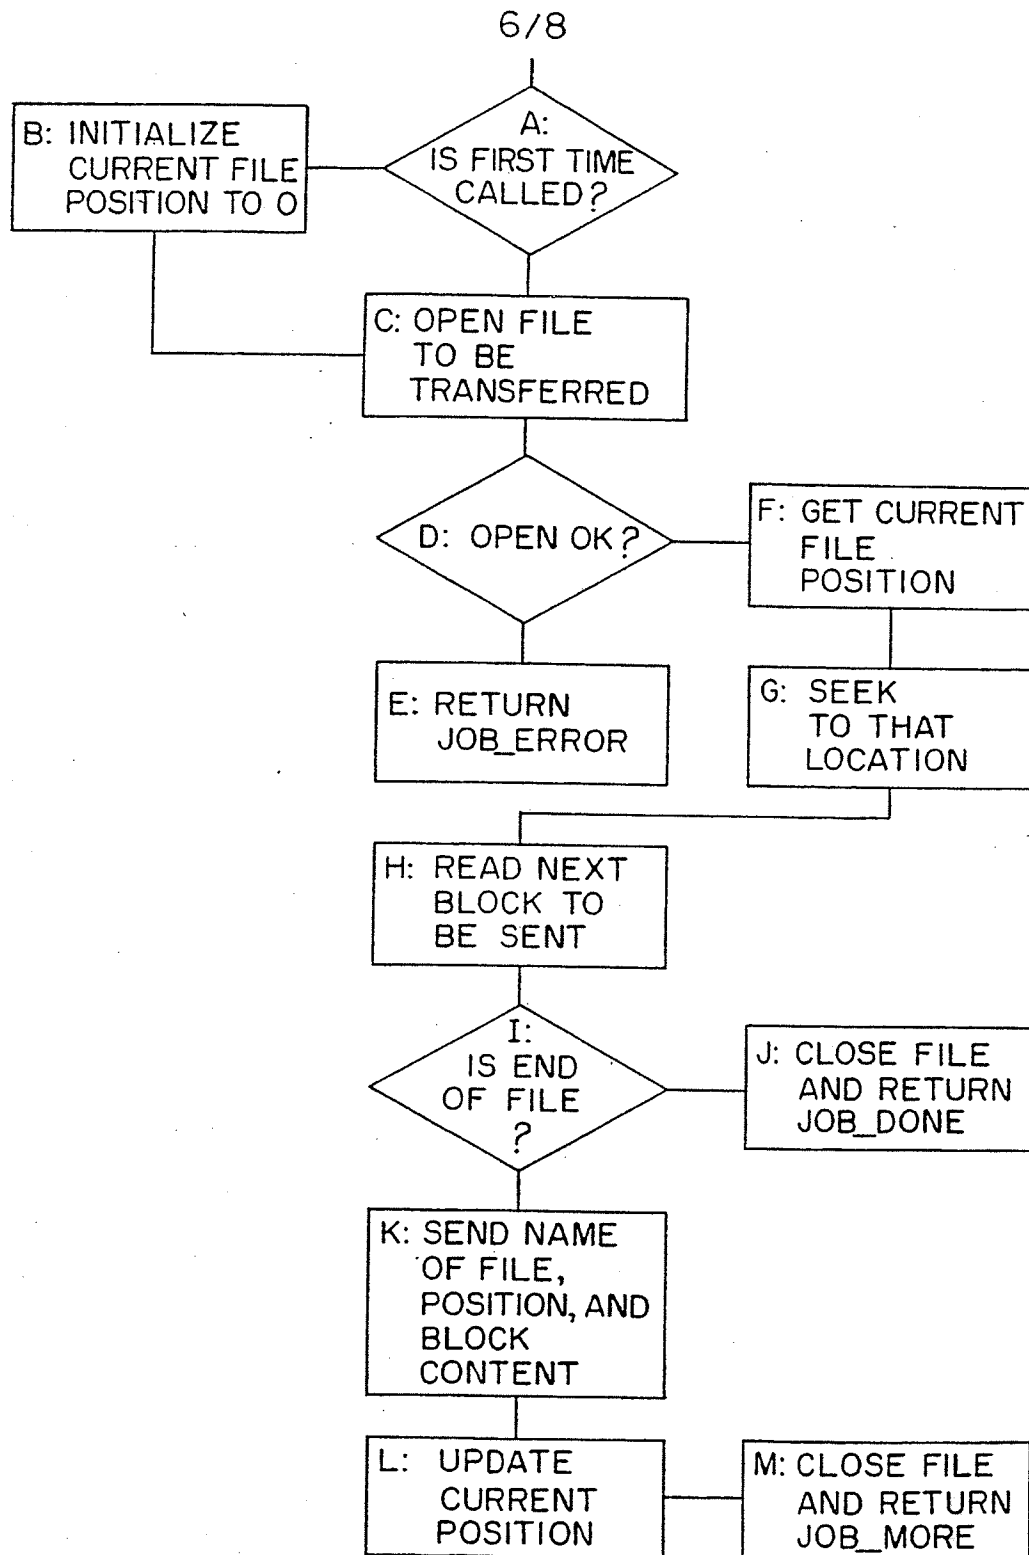 6/8
A:
IS FIRST TIME
CALLED?
B: INITIALIZE
CURRENT FILE
POSITION TO 0
C: OPEN FILE
TO BE
TRANSFERRED
D: OPEN OK?
E: RETURN
JOB_ERROR
F: GET CURRENT
FILE
POSITION
G: SEEK
TO THAT
LOCATION
H: READ NEXT
BLOCK TO
BE SENT
I:
IS END
OF FILE
?
J: CLOSE FILE
AND RETURN
JOB_DONE
K: SEND NAME
OF FILE,
POSITION, AND
BLOCK
CONTENT
L: UPDATE
CURRENT
POSITION
M: CLOSE FILE
AND RETURN
JOB_MORE